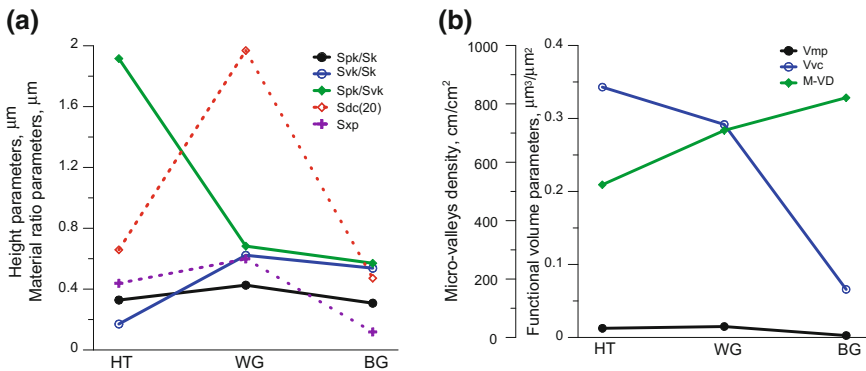 (a)
Height parameters, μm
Material ratio parameters, μm
2
1.6
1.2
0.8
0.4
0
HT
WG
BG
Spk/Sk
Svk/Sk
Spk/Svk
Sdc(20)
Sxp
(b)
Micro-valleys density, cm/cm²
1000
800
600
400
200
0
Functional volume parameters, μm³/μm²
0.4
0.3
0.2
0.1
0
HT
WG
BG
Vmp
Vvc
M-VD